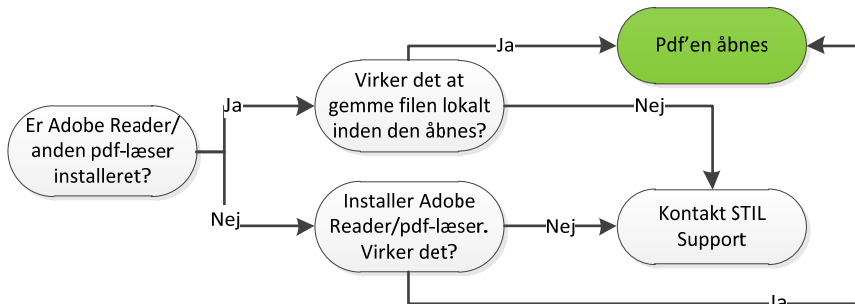 Er Adobe Reader/
anden pdf-læser
installeret?
Ja
Virker det at
gemme filen lokalt
inden den åbnes?
Ja
Pdf'en åbnes
Nej
Nej
Installer Adobe
Reader/pdf-læser.
Virker det?
Nej
Kontakt STIL
Support
Ja